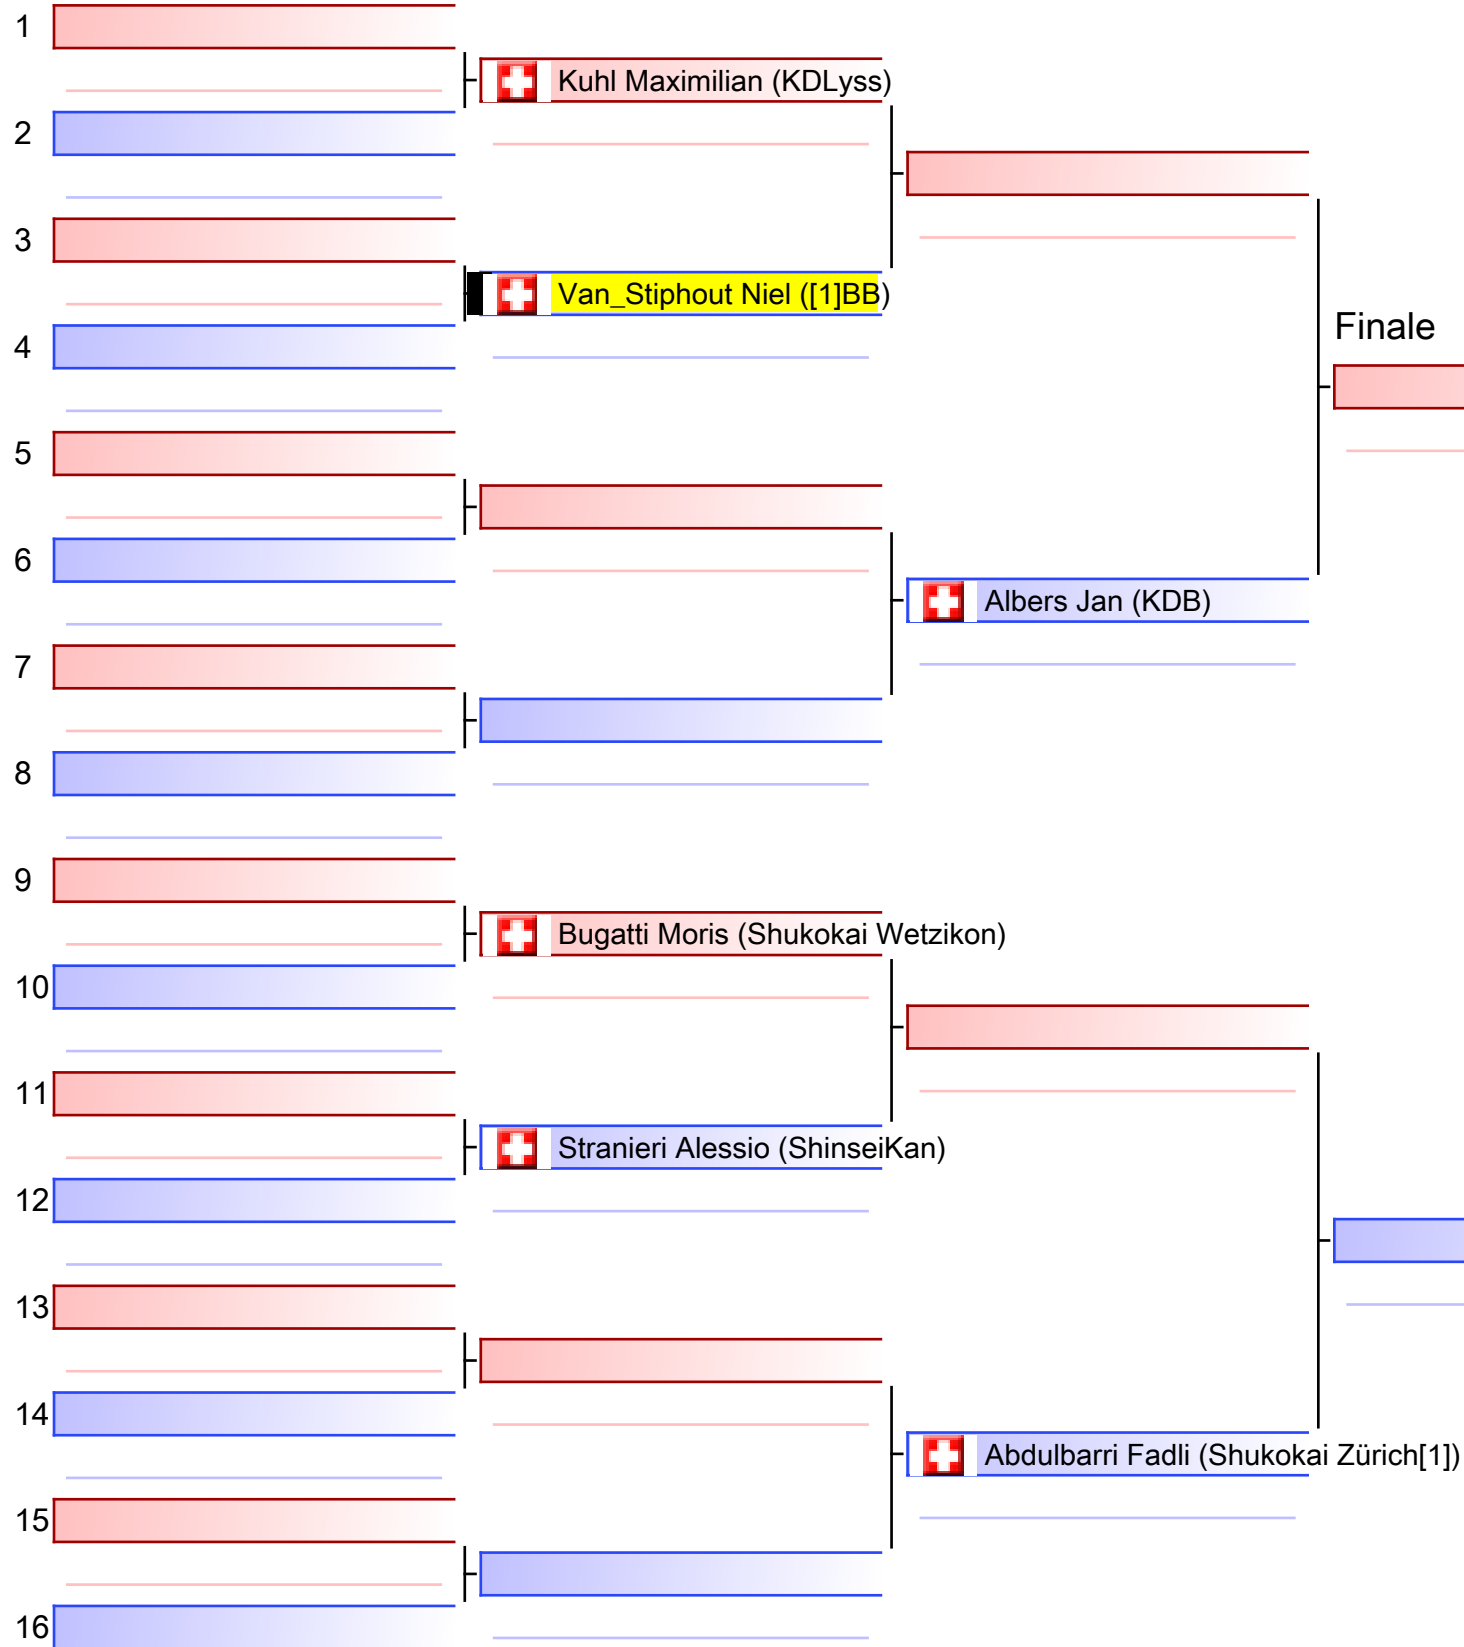 1
Kuhl Maximilian (KDLyss)
2
3
Van_Stiphout Niel ([1]BB)
Finale
4
5
6
Albers Jan (KDB)
7
8
9
Bugatti Moris (Shukokai Wetzikon)
10
11
Stranieri Alessio (ShinseiKan)
12
13
14
Abdulbarri Fadli (Shukokai Zürich[1])
15
16